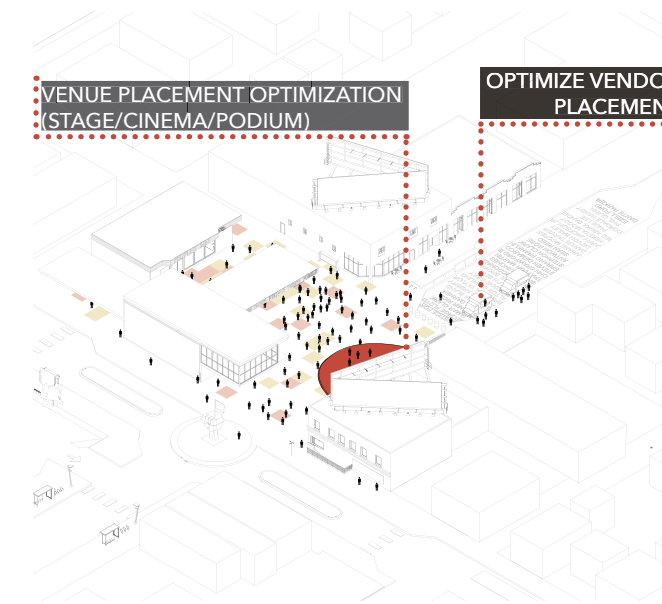 VENUE PLACEMENT OPTIMIZATION
(STAGE/CINEMA/PODIUM)
OPTIMIZE VENDO
PLACEMEN